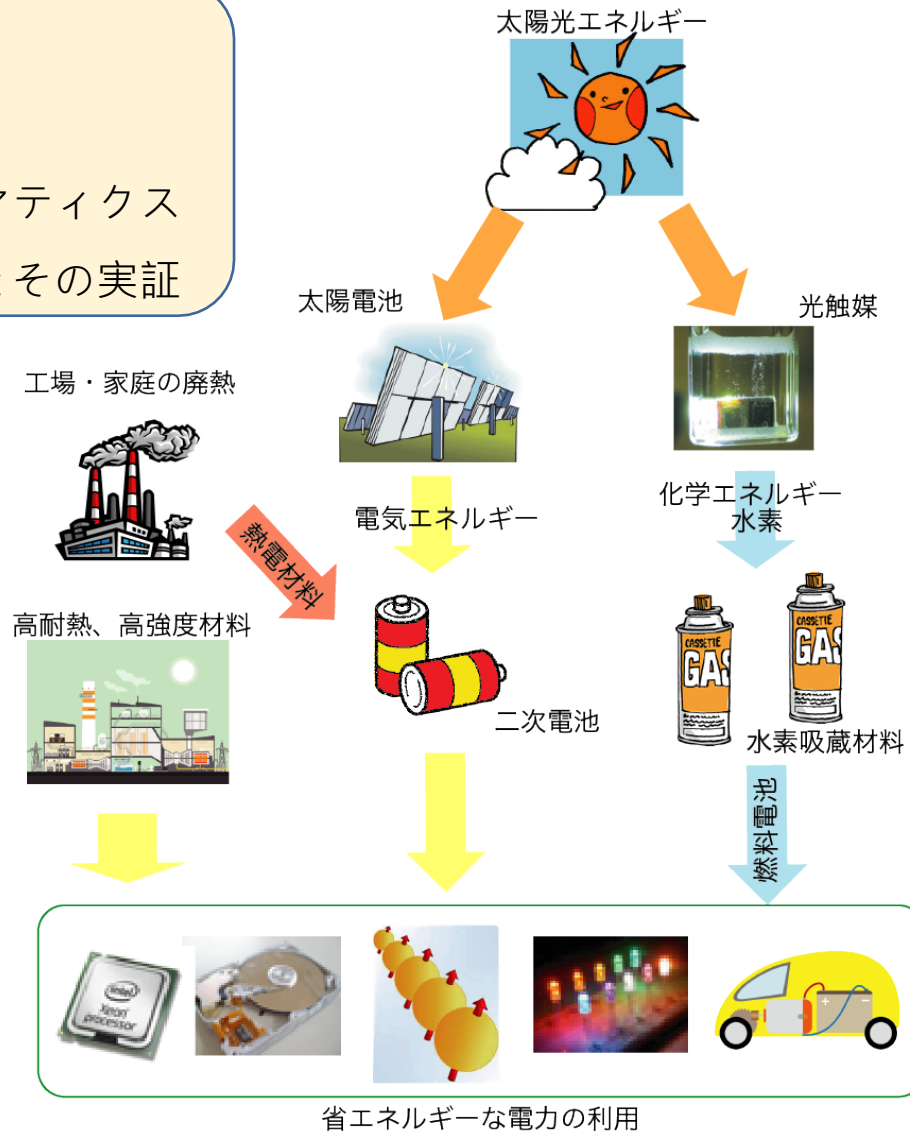 太陽光エネルギー
マティクス
その実証
太陽電池
光触媒
工場・家庭の廃熱
電気エネルギー
化学エネルギー
水素
熱電材料
高耐熱、高強度材料
CASSETTE
GAS
CASSETTE
GAS
二次電池
水素吸蔵材料
燃料電池
intel
Xeon
processor
省エネルギーな電力の利用